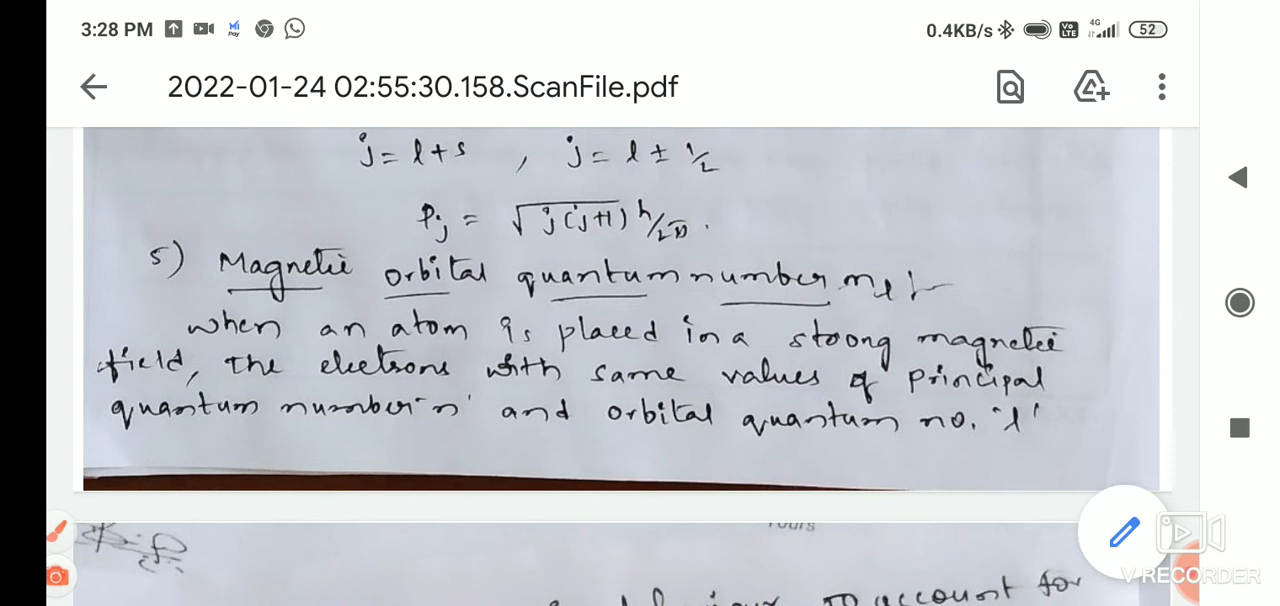 3:28 PM
0.4KB/s 4G 52
2022-01-24 02:55:30.158.ScanFile.pdf
j = l + s , j = l ± 1/2
Pj = √j(j+1) h/2π .
5) Magnetic orbital quantum number ml :-
when an atom is placed in a strong magnetic
field, The electrons with same values of principal
quantum number 'n' and orbital quantum no. 'l'
Yours
to account for
V RECORDER